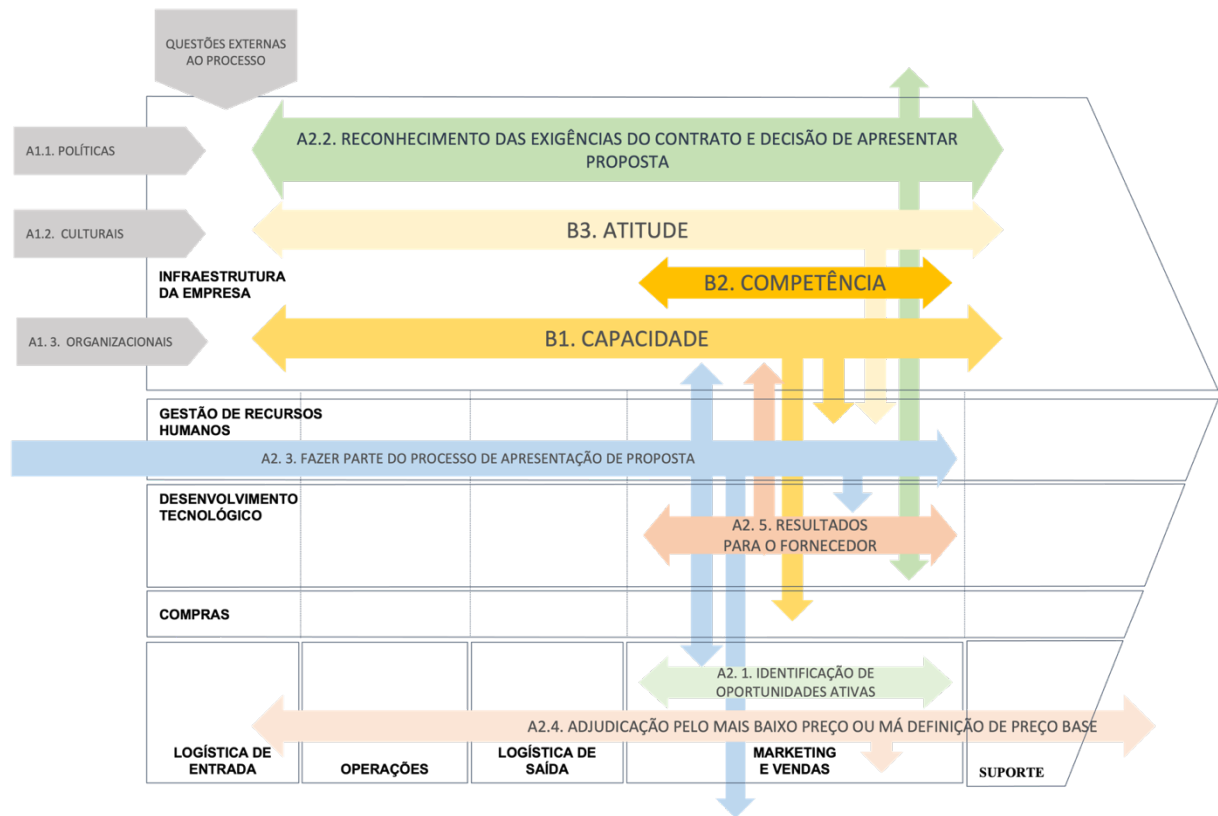 QUESTÕES EXTERNAS
AO PROCESSO
A1.1. POLÍTICAS
A2.2. RECONHECIMENTO DAS EXIGÊNCIAS DO CONTRATO E DECISÃO DE APRESENTAR
PROPOSTA
A1.2. CULTURAIS
B3. ATITUDE
INFRAESTRUTURA
DA EMPRESA
B2. COMPETÊNCIA
A1. 3. ORGANIZACIONAIS
B1. CAPACIDADE
GESTÃO DE RECURSOS
HUMANOS
A2. 3. FAZER PARTE DO PROCESSO DE APRESENTAÇÃO DE PROPOSTA
DESENVOLVIMENTO
TECNOLÓGICO
A2. 5. RESULTADOS
PARA O FORNECEDOR
COMPRAS
A2. 1. IDENTIFICAÇÃO DE
OPORTUNIDADES ATIVAS
A2.4. ADJUDICAÇÃO PELO MAIS BAIXO PREÇO OU MÁ DEFINIÇÃO DE PREÇO BASE
LOGÍSTICA DE
ENTRADA
OPERAÇÕES
LOGÍSTICA DE
SAÍDA
MARKETING
E VENDAS
SUPORTE